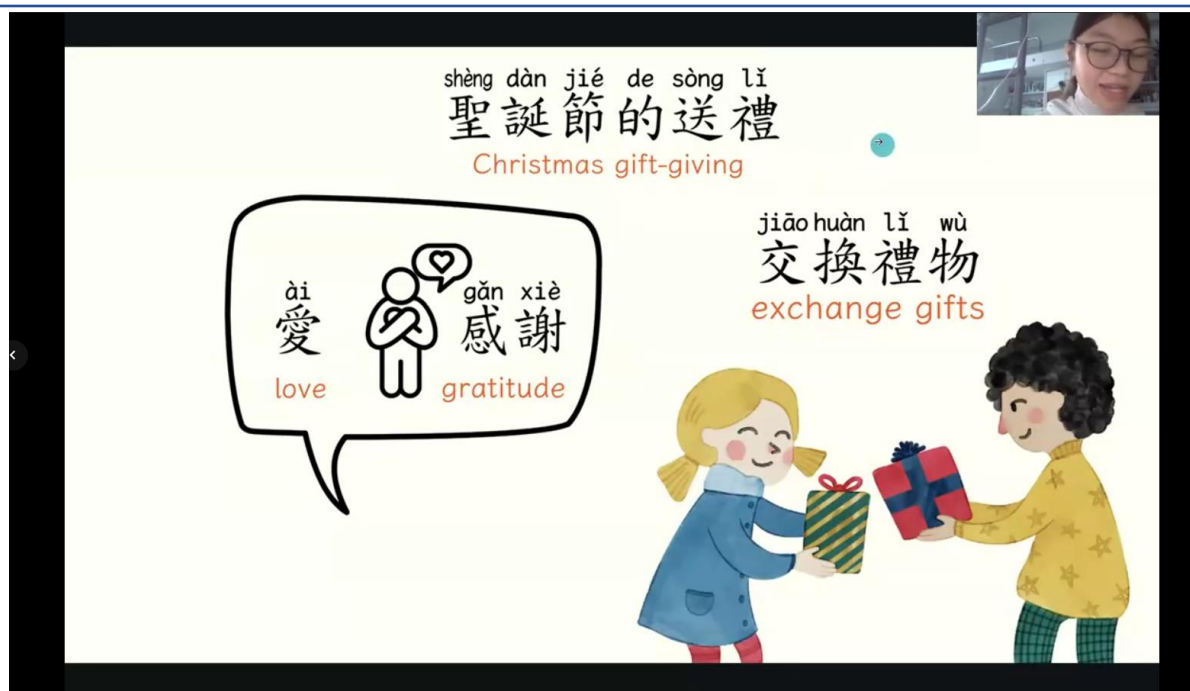 shèng dàn jié de sòng lǐ
聖誕節的送禮
Christmas gift-giving
ài
愛
love
gǎn xiè
感謝
gratitude
jiāo huàn lǐ wù
交換禮物
exchange gifts